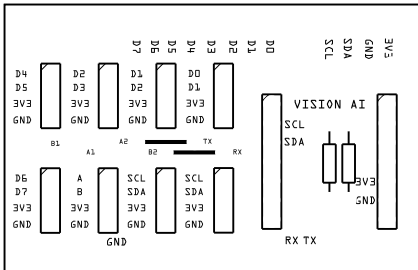 D7 D6 D5 D4 D3 D2 D1 D0 SCL SDA GND 3V3
D4 D2 D1 D0
D5 D3 D2 D1
3V3 3V3 3V3 3V3 VISION AI
GND GND GND GND SCL
B1 A2 TX SDA
A1 B2 RX
D6 A SCL SCL
D7 B SDA SDA 3V3
3V3 3V3 3V3 3V3 GND
GND GND GND GND
GND RX TX